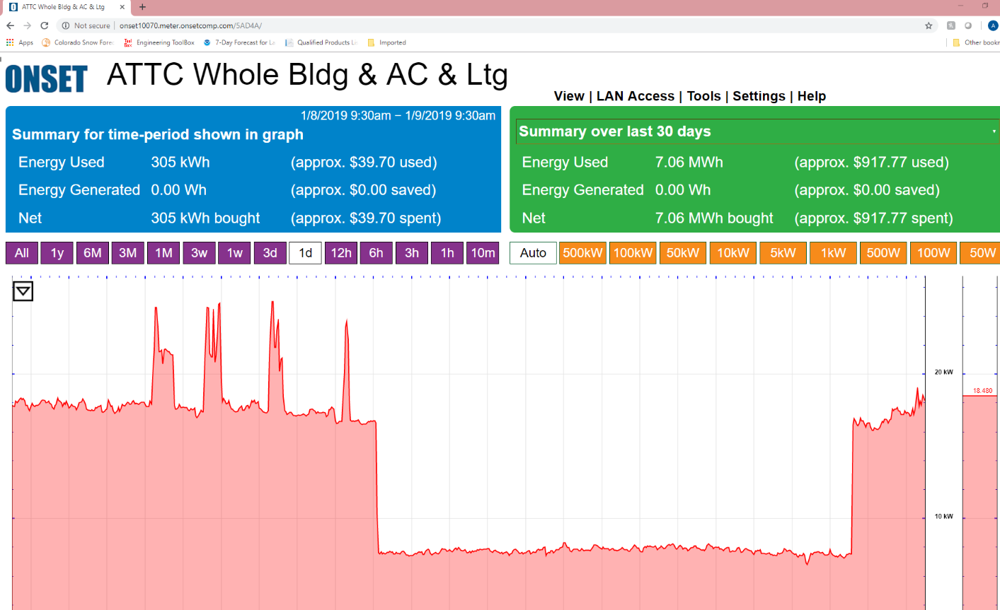 ATTC Whole Bldg & AC & Ltg
Not secure | onset10070.meter.onsetcomp.com/5AD4A/
A
Apps Colorado Snow Forec Tool Box Engineering ToolBox 7-Day Forecast for La Qualified Products Li Imported Other bookm
ONSET ATTC Whole Bldg & AC & Ltg
View | LAN Access | Tools | Settings | Help
1/8/2019 9:30am – 1/9/2019 9:30am
Summary for time-period shown in graph
Energy Used 305 kWh (approx. $39.70 used)
Energy Generated 0.00 Wh (approx. $0.00 saved)
Net 305 kWh bought (approx. $39.70 spent)
Summary over last 30 days
Energy Used 7.06 MWh (approx. $917.77 used)
Energy Generated 0.00 Wh (approx. $0.00 saved)
Net 7.06 MWh bought (approx. $917.77 spent)
All 1y 6M 3M 1M 3w 1w 3d 1d 12h 6h 3h 1h 10m
Auto 500kW 100kW 50kW 10kW 5kW 1kW 500W 100W 50W
20 kW
18.480
10 kW